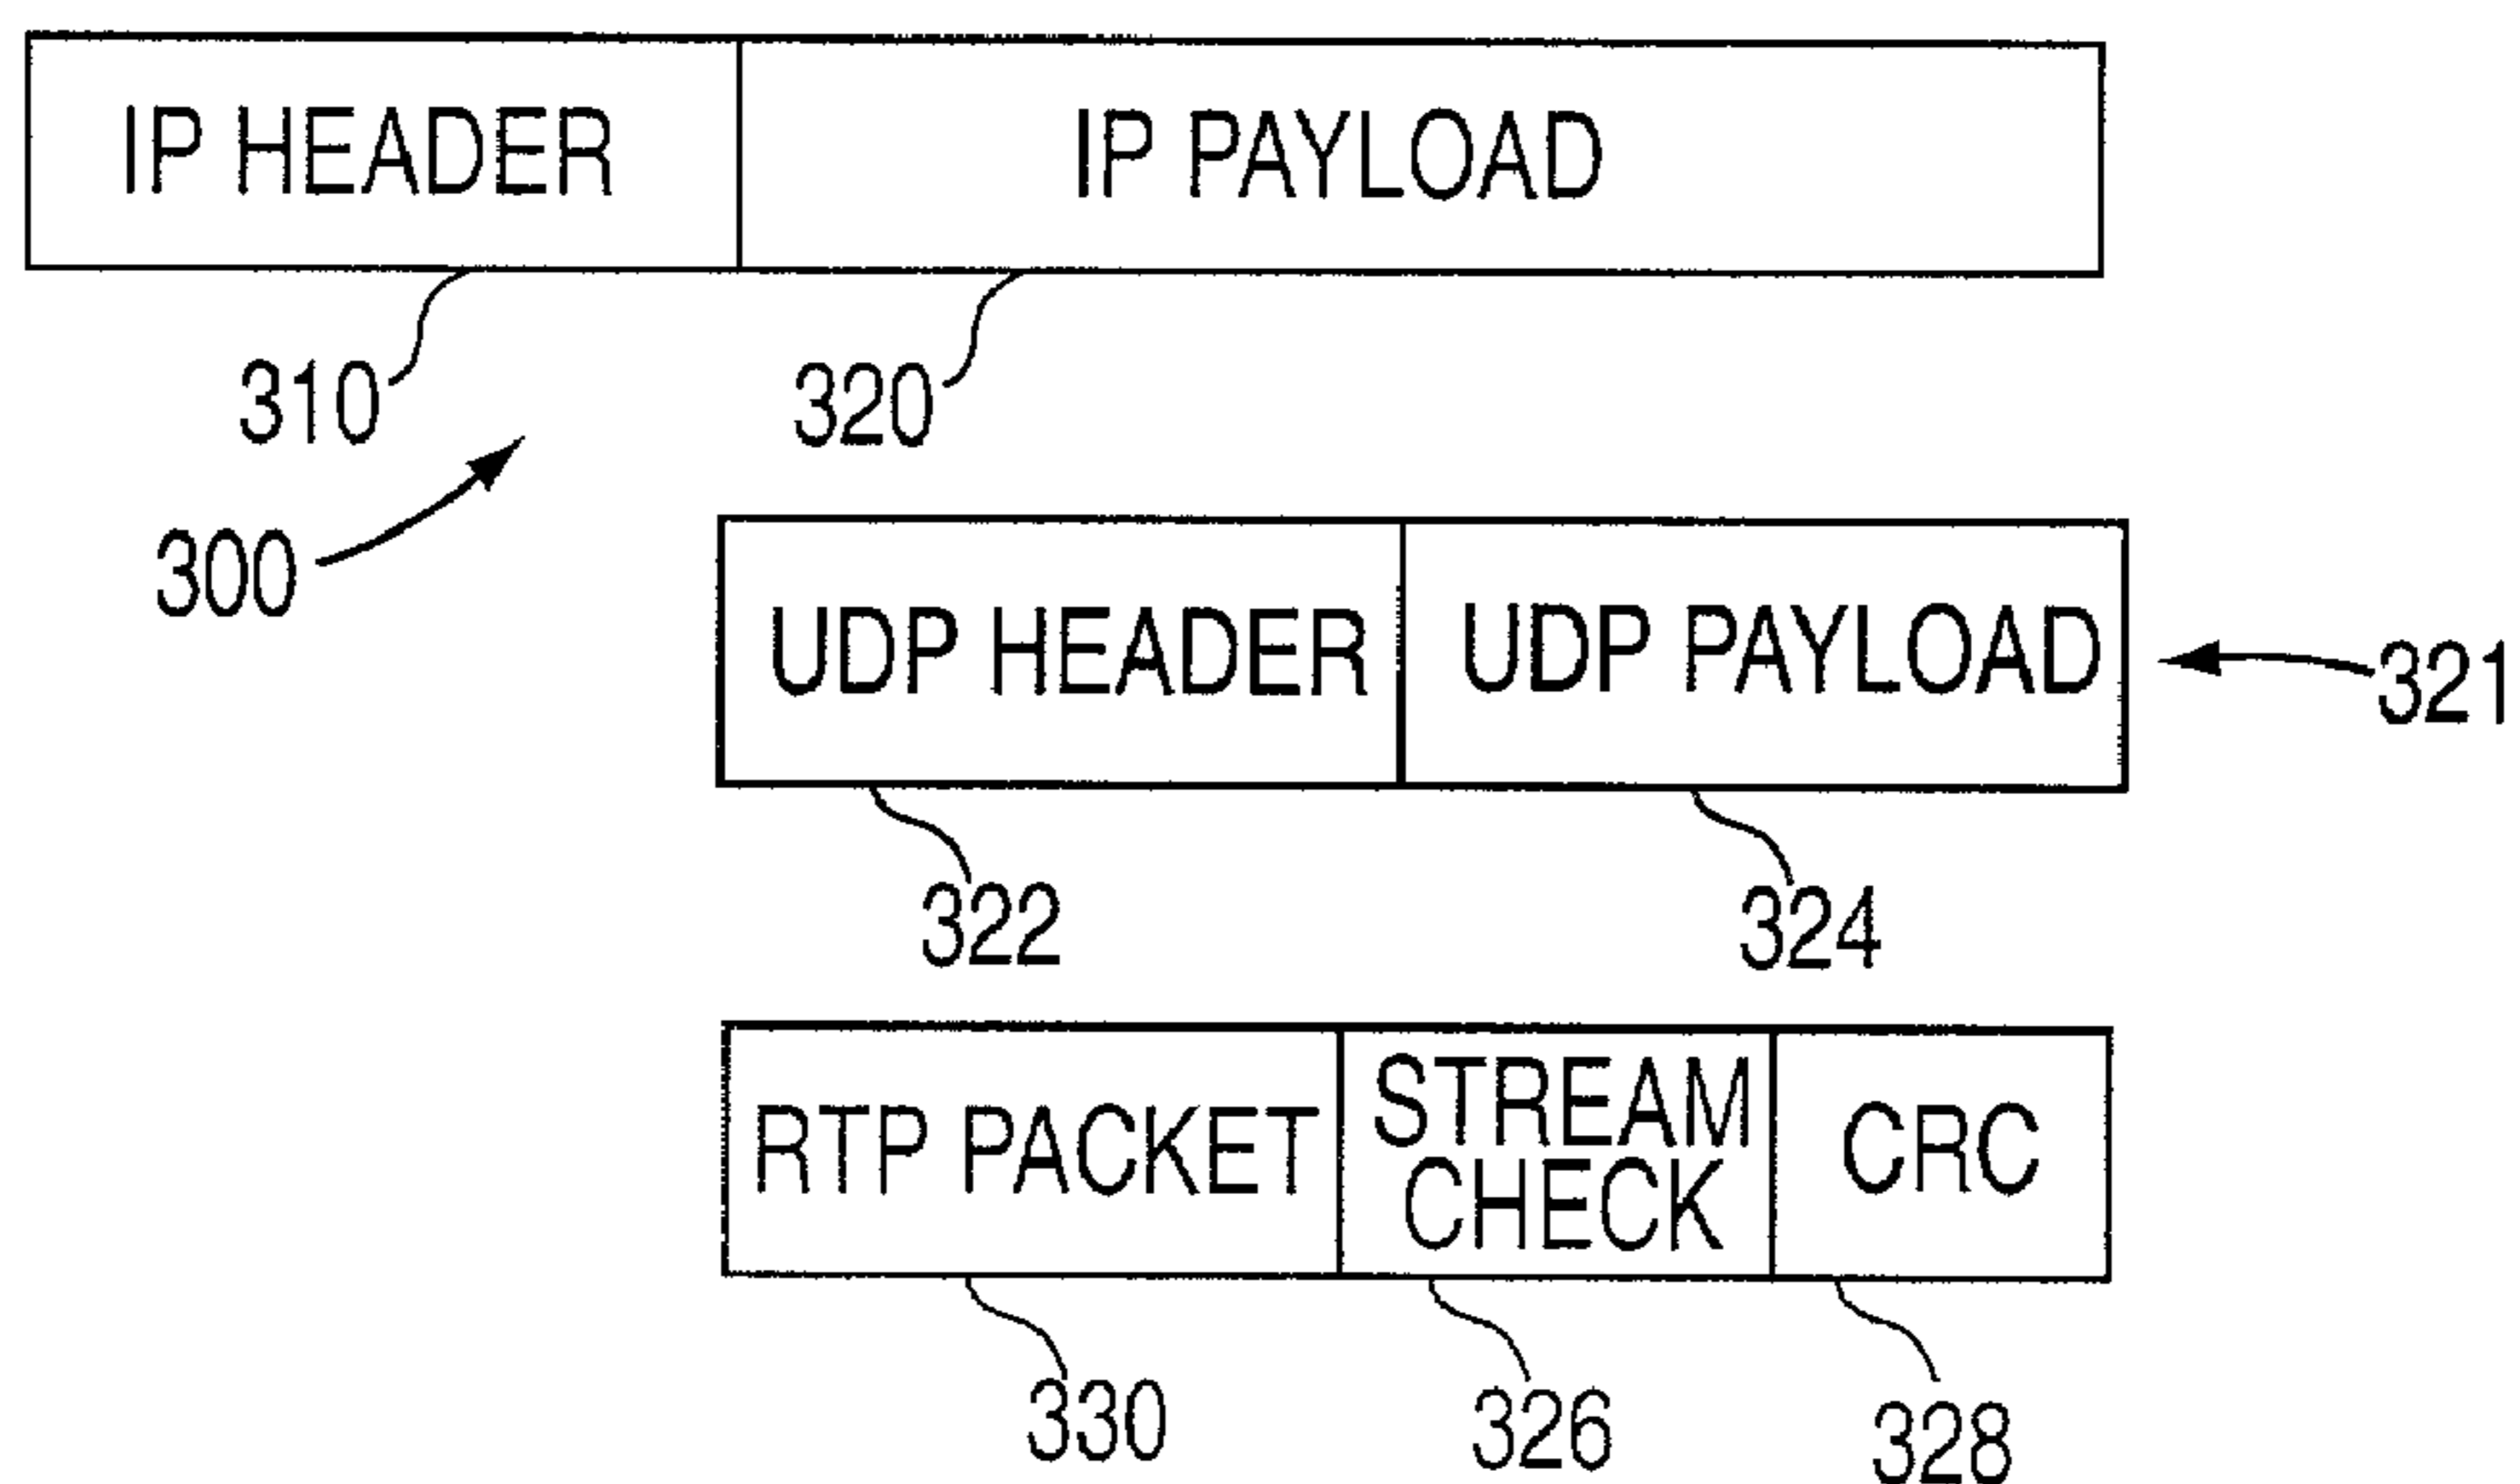 IP HEADER
IP PAYLOAD
310
320
300
UDP HEADER
UDP PAYLOAD
321
322
324
RTP PACKET
STREAM
CHECK
CRC
330
326
328